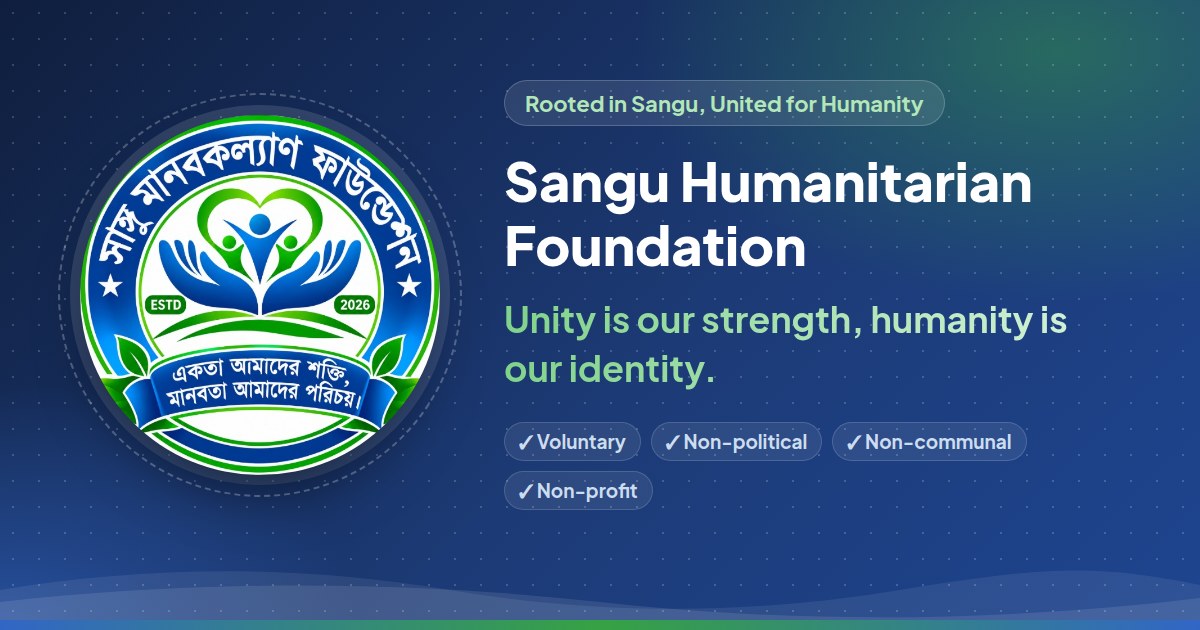 সাঙ্গু মানবকল্যাণ ফাউন্ডেশন
ESTD
2026
একতা আমাদের শক্তি,
মানবতা আমাদের পরিচয়।
Rooted in Sangu, United for Humanity
Sangu Humanitarian
Foundation
Unity is our strength, humanity is
our identity.
✓Voluntary ✓Non-political ✓Non-communal
✓Non-profit